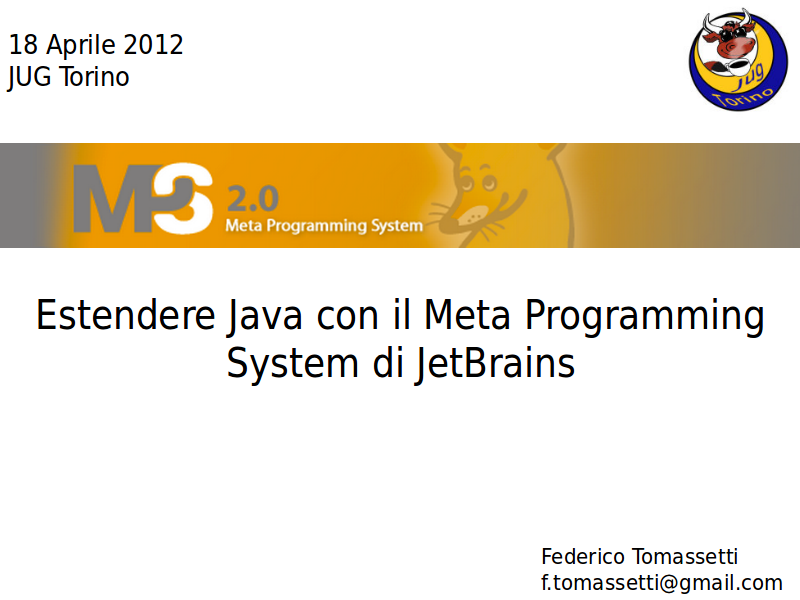 18 Aprile 2012
JUG Torino
jug
Torino
MPS 2.0
Meta Programming System
Estendere Java con il Meta Programming
System di JetBrains
Federico Tomassetti
f.tomassetti@gmail.com